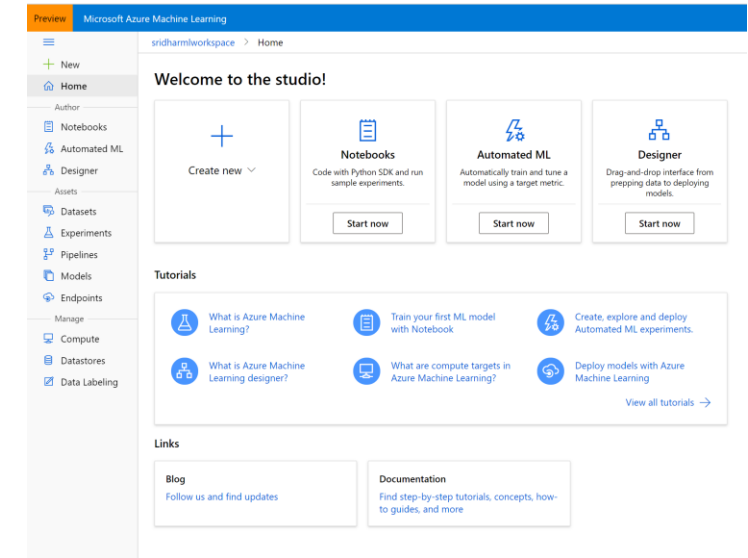 Preview Microsoft Azure Machine Learning
sridharmlworkspace > Home
New
Home
Author
Notebooks
Automated ML
Designer
Assets
Datasets
Experiments
Pipelines
Models
Endpoints
Manage
Compute
Datastores
Data Labeling
Welcome to the studio!
Create new
Notebooks
Code with Python SDK and run
sample experiments.
Start now
Automated ML
Automatically train and tune a
model using a target metric.
Start now
Designer
Drag-and-drop interface from
prepping data to deploying
models.
Start now
Tutorials
What is Azure Machine
Learning?
Train your first ML model
with Notebook
Create, explore and deploy
Automated ML experiments.
What is Azure Machine
Learning designer?
What are compute targets in
Azure Machine Learning?
Deploy models with Azure
Machine Learning
View all tutorials
Links
Blog
Follow us and find updates
Documentation
Find step-by-step tutorials, concepts, how-
to guides, and more